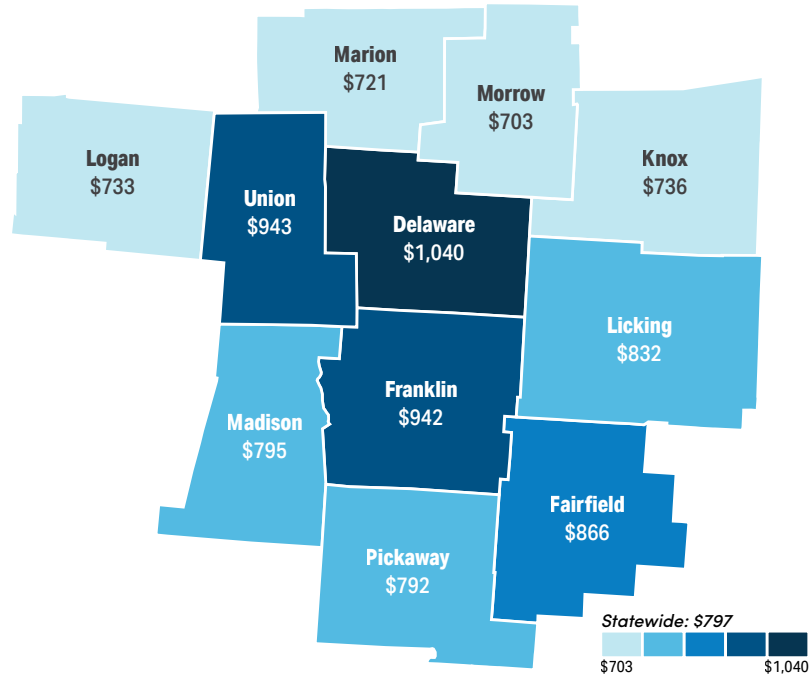 Marion
$721
Morrow
$703
Logan
$733
Knox
$736
Union
$943
Delaware
$1,040
Licking
$832
Franklin
$942
Madison
$795
Fairfield
$866
Pickaway
$792
Statewide: $797
$703
$1,040